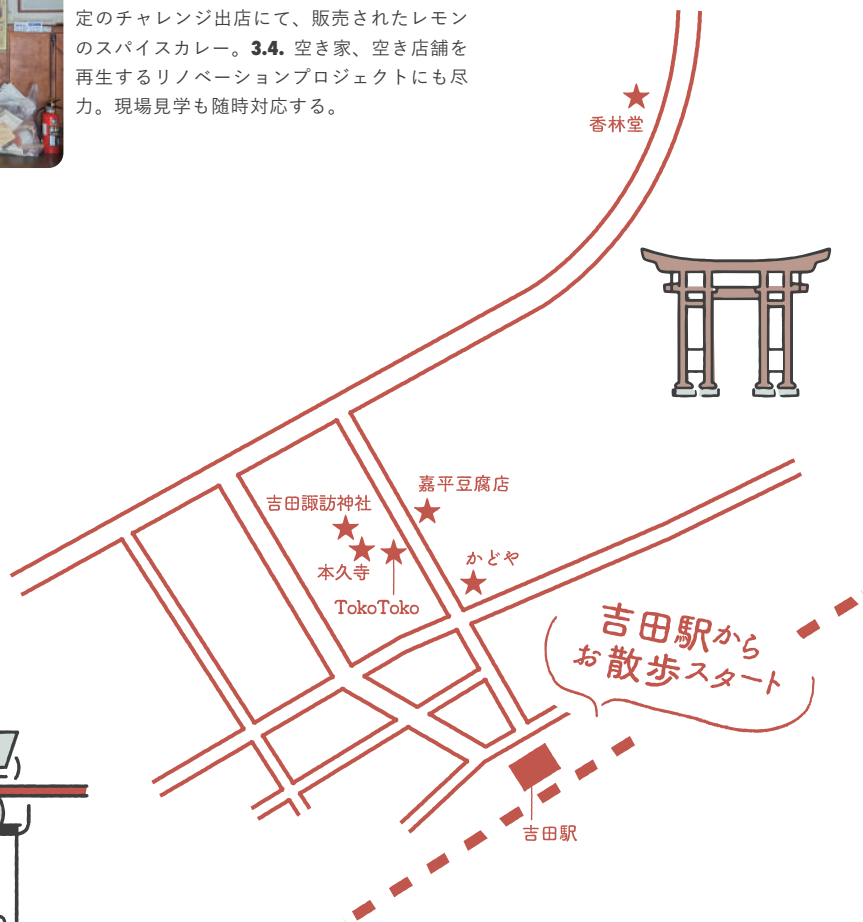 定のチャレンジ出店にて、販売されたレモン
のスパイスカレー。3.4. 空き家、空き店舗を
再生するリノベーションプロジェクトにも尽
力。現場見学も随時対応する。
香林堂
嘉平豆腐店
吉田諏訪神社
本久寺
かどや
TokoToko
吉田駅から
お散歩スタート
吉田駅